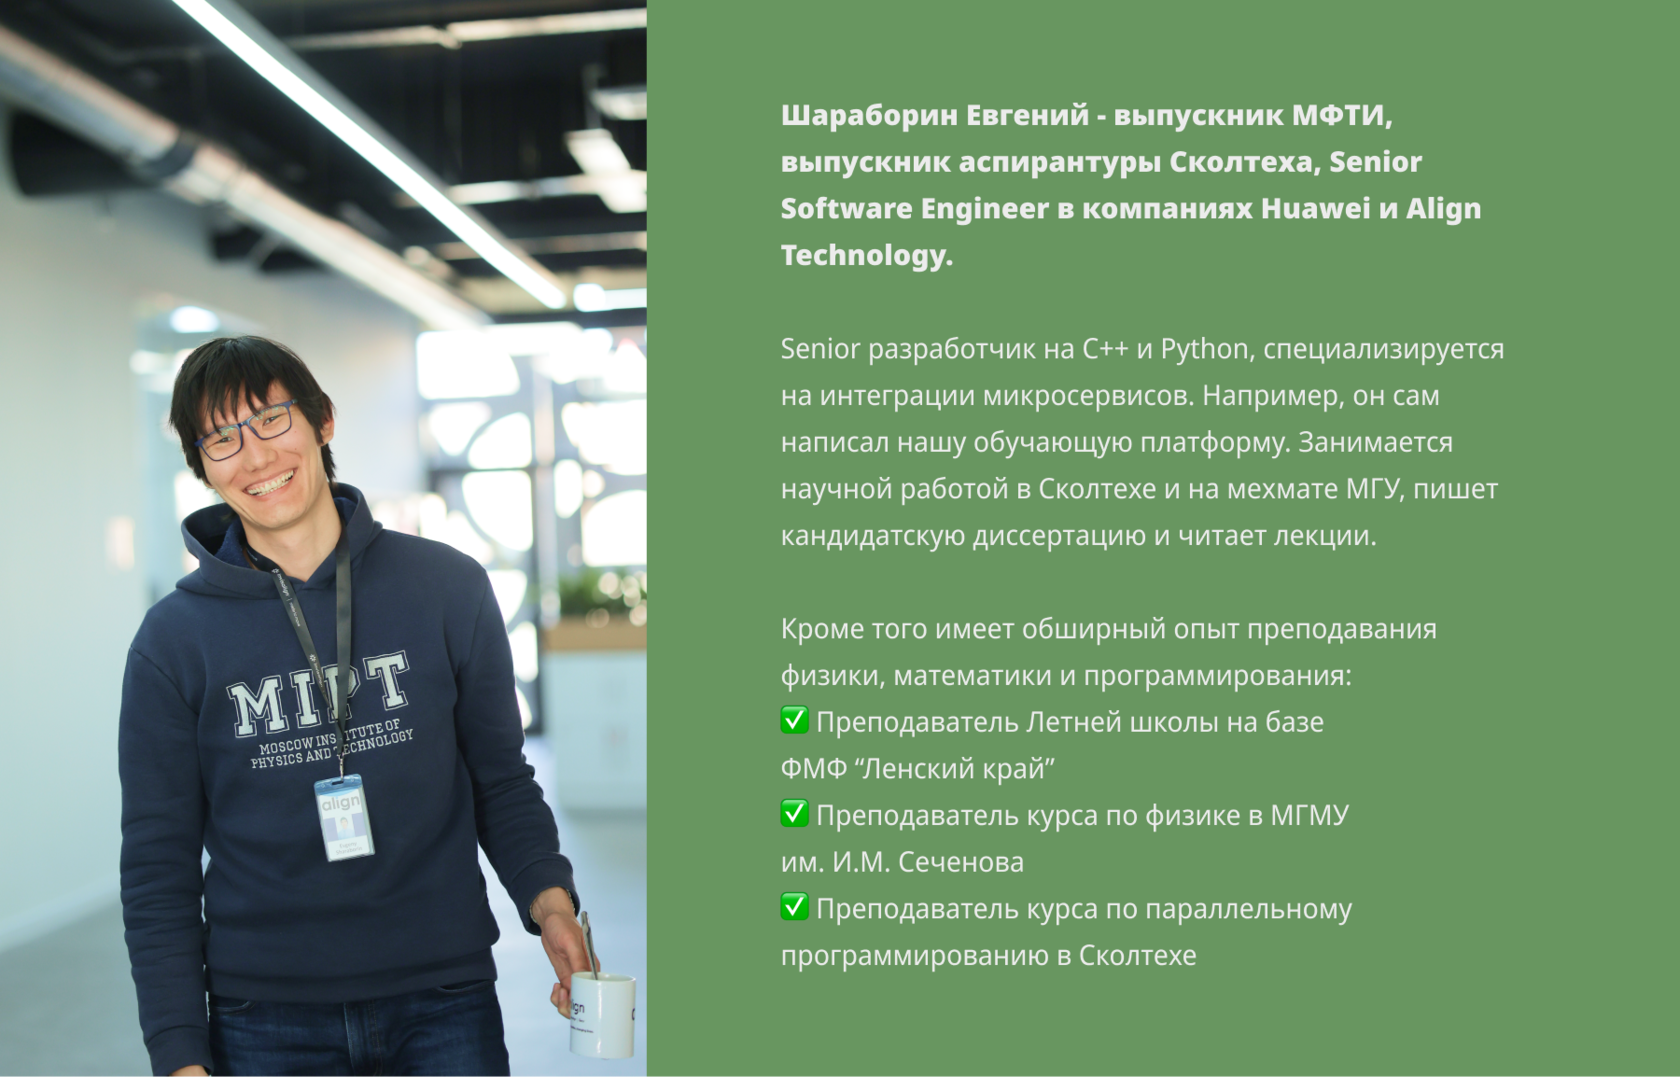 Шараборин Евгений - выпускник МФТИ,
выпускник аспирантуры Сколтеха, Senior
Software Engineer в компаниях Huawei и Align
Technology.
Senior разработчик на C++ и Python, специализируется
на интеграции микросервисов. Например, он сам
написал нашу обучающую платформу. Занимается
научной работой в Сколтехе и на мехмате МГУ, пишет
кандидатскую диссертацию и читает лекции.
Кроме того имеет обширный опыт преподавания
физики, математики и программирования:
✅ Преподаватель Летней школы на базе
ФМФ “Ленский край”
✅ Преподаватель курса по физике в МГМУ
им. И.М. Сеченова
✅ Преподаватель курса по параллельному
программированию в Сколтехе
MIPT
MOSCOW INSTITUTE OF
PHYSICS AND TECHNOLOGY
align